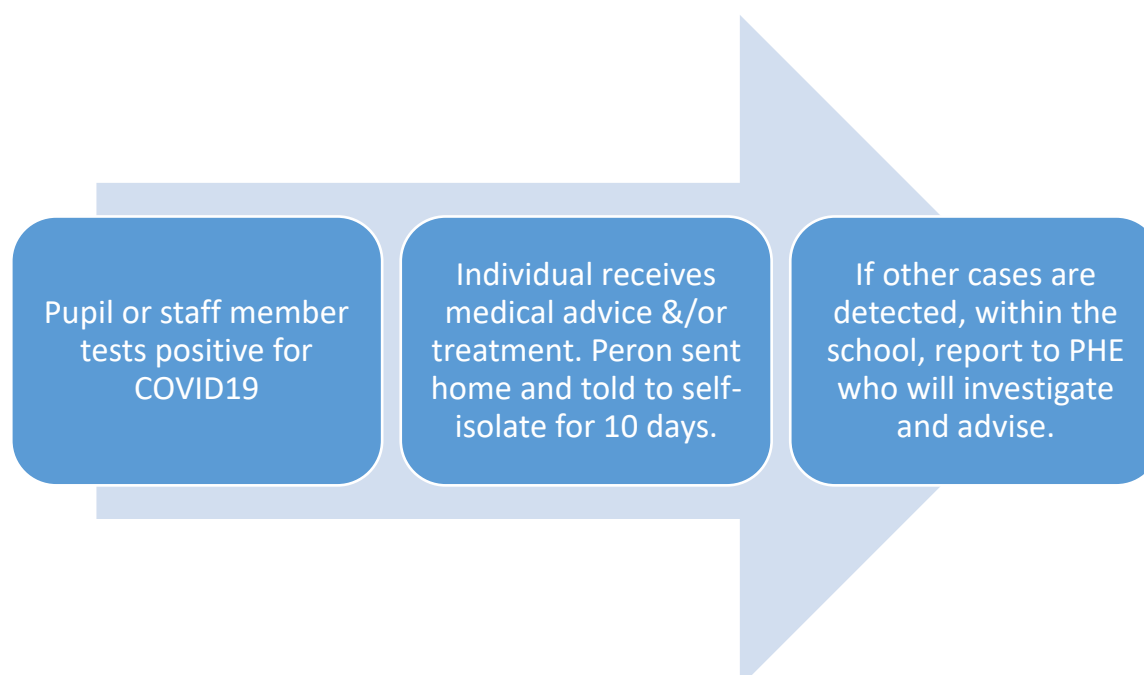 Pupil or staff member
tests positive for
COVID19
Individual receives
medical advice &/or
treatment. Peron sent
home and told to self-
isolate for 10 days.
If other cases are
detected, within the
school, report to PHE
who will investigate
and advise.